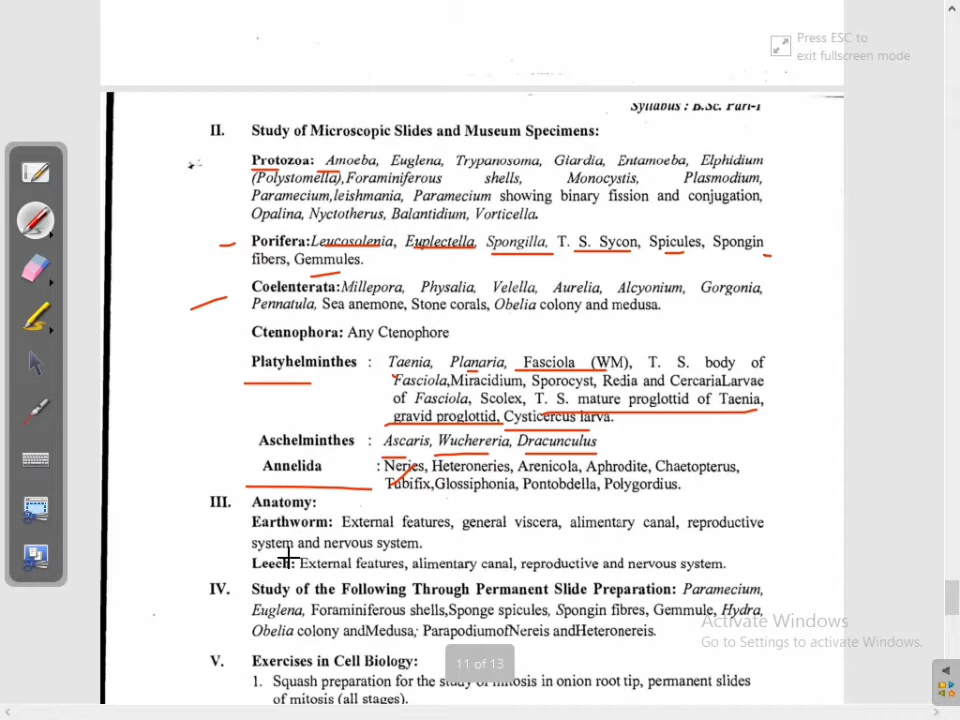 Press ESC to
exit fullscreen mode
Syllabus : B.Sc. Part-I
II. Study of Microscopic Slides and Museum Specimens:
Protozoa: Amoeba, Euglena, Trypanosoma, Giardia, Entamoeba, Elphidium
(Polystomella),Foraminiferous shells, Monocystis, Plasmodium,
Paramecium,leishmania, Paramecium showing binary fission and conjugation,
Opalina, Nyctotherus, Balantidium, Vorticella.
Porifera:Leucosolenia, Euplectella, Spongilla, T. S. Sycon, Spicules, Spongin
fibers, Gemmules.
Coelenterata:Millepora, Physalia, Velella, Aurelia, Alcyonium, Gorgonia,
Pennatula, Sea anemone, Stone corals, Obelia colony and medusa.
Ctennophora: Any Ctenophore
Platyhelminthes : Taenia, Planaria, Fasciola (WM), T. S. body of
Fasciola,Miracidium, Sporocyst, Redia and CercariaLarvae
of Fasciola, Scolex, T. S. mature proglottid of Taenia,
gravid proglottid, Cysticercus larva.
Aschelminthes : Ascaris, Wuchereria, Dracunculus
Annelida : Neries, Heteroneries, Arenicola, Aphrodite, Chaetopterus,
Tubifix,Glossiphonia, Pontobdella, Polygordius.
III. Anatomy:
Earthworm: External features, general viscera, alimentary canal, reproductive
system and nervous system.
Leech: External features, alimentary canal, reproductive and nervous system.
IV. Study of the Following Through Permanent Slide Preparation: Paramecium,
Euglena, Foraminiferous shells,Sponge spicules, Spongin fibres, Gemmule, Hydra,
Obelia colony andMedusa; ParapodiumofNereis andHeteronereis.
Activate Windows
Go to Settings to activate Windows.
V. Exercises in Cell Biology:
11 of 13
1. Squash preparation for the study of mitosis in onion root tip, permanent slides
of mitosis (all stages).